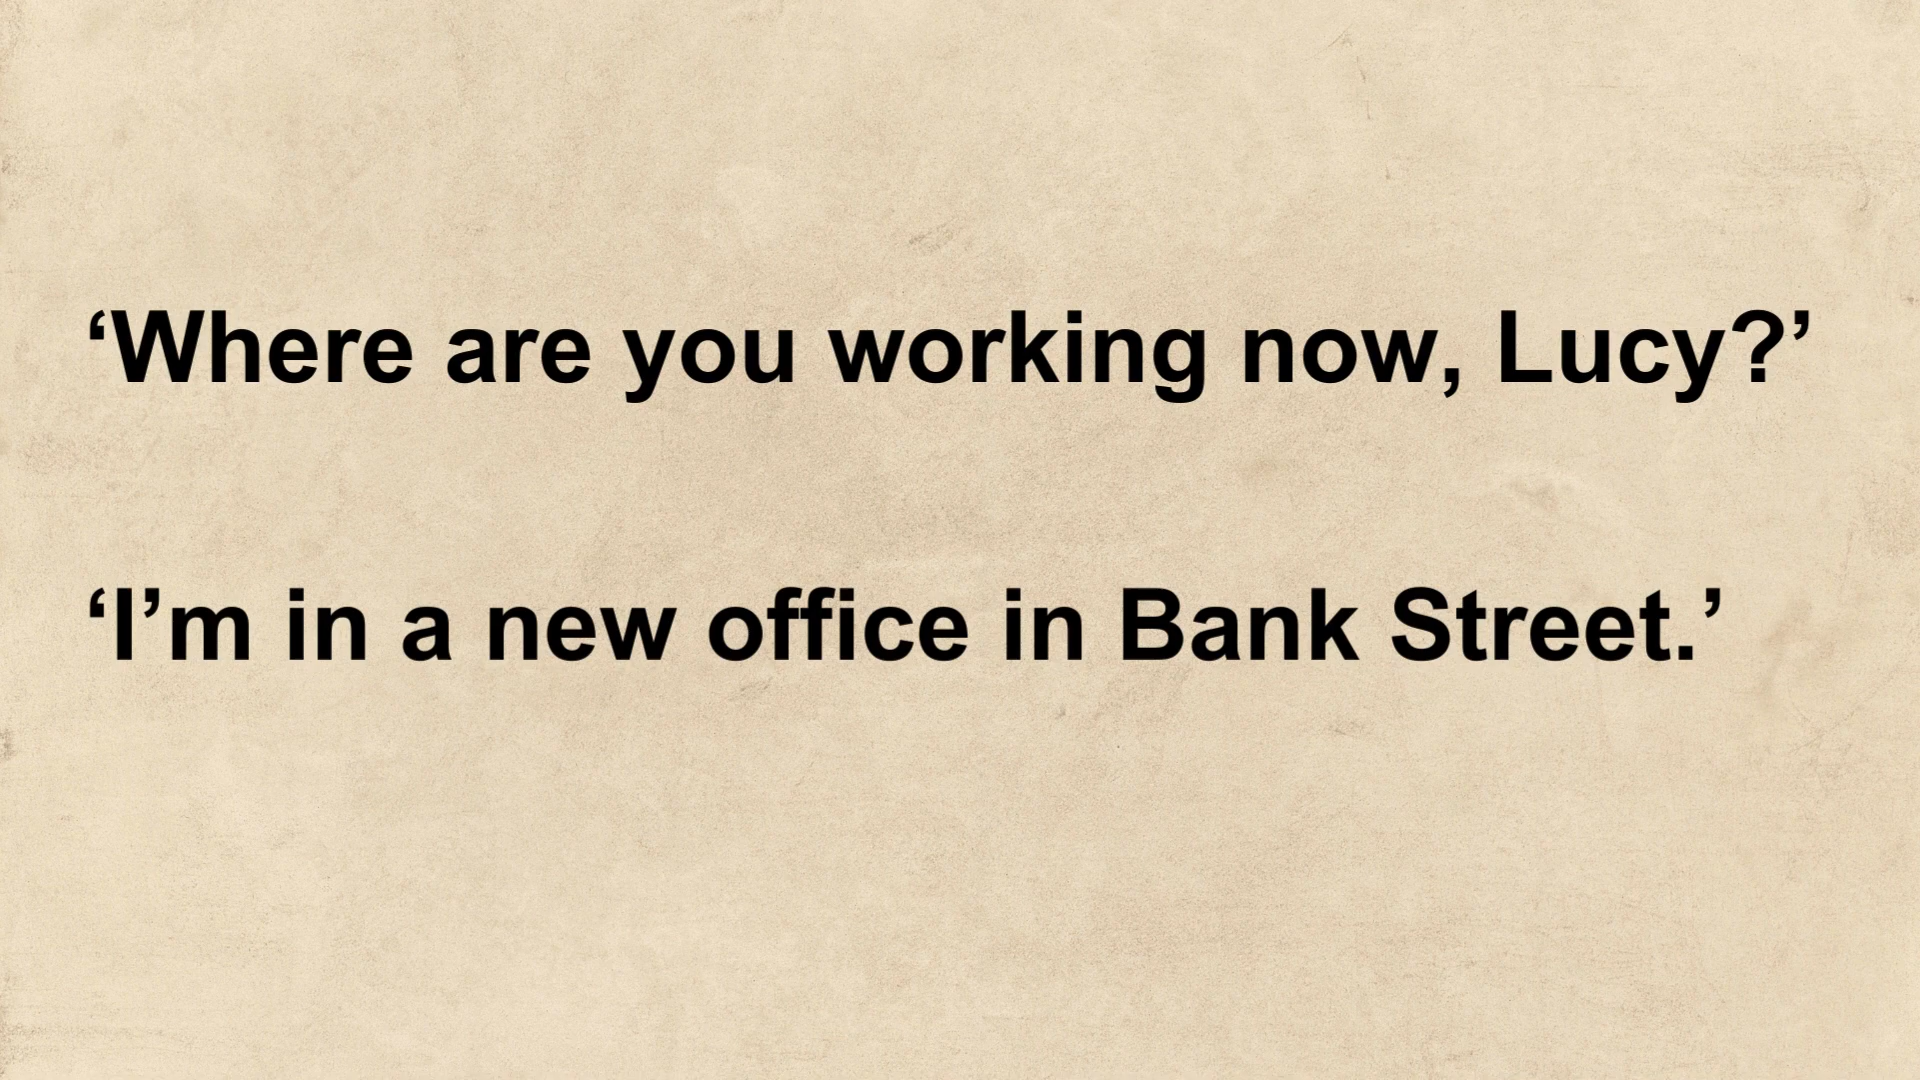 ‘Where are you working now, Lucy?’
‘I’m in a new office in Bank Street.’